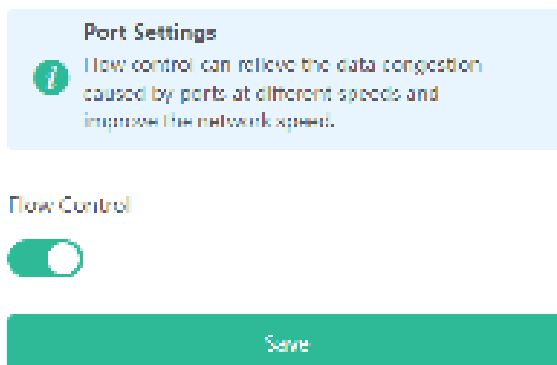 Port Settings
Flow control can relieve the data congestion
caused by ports at different speeds and
improve the network speed.
Flow Control
Save